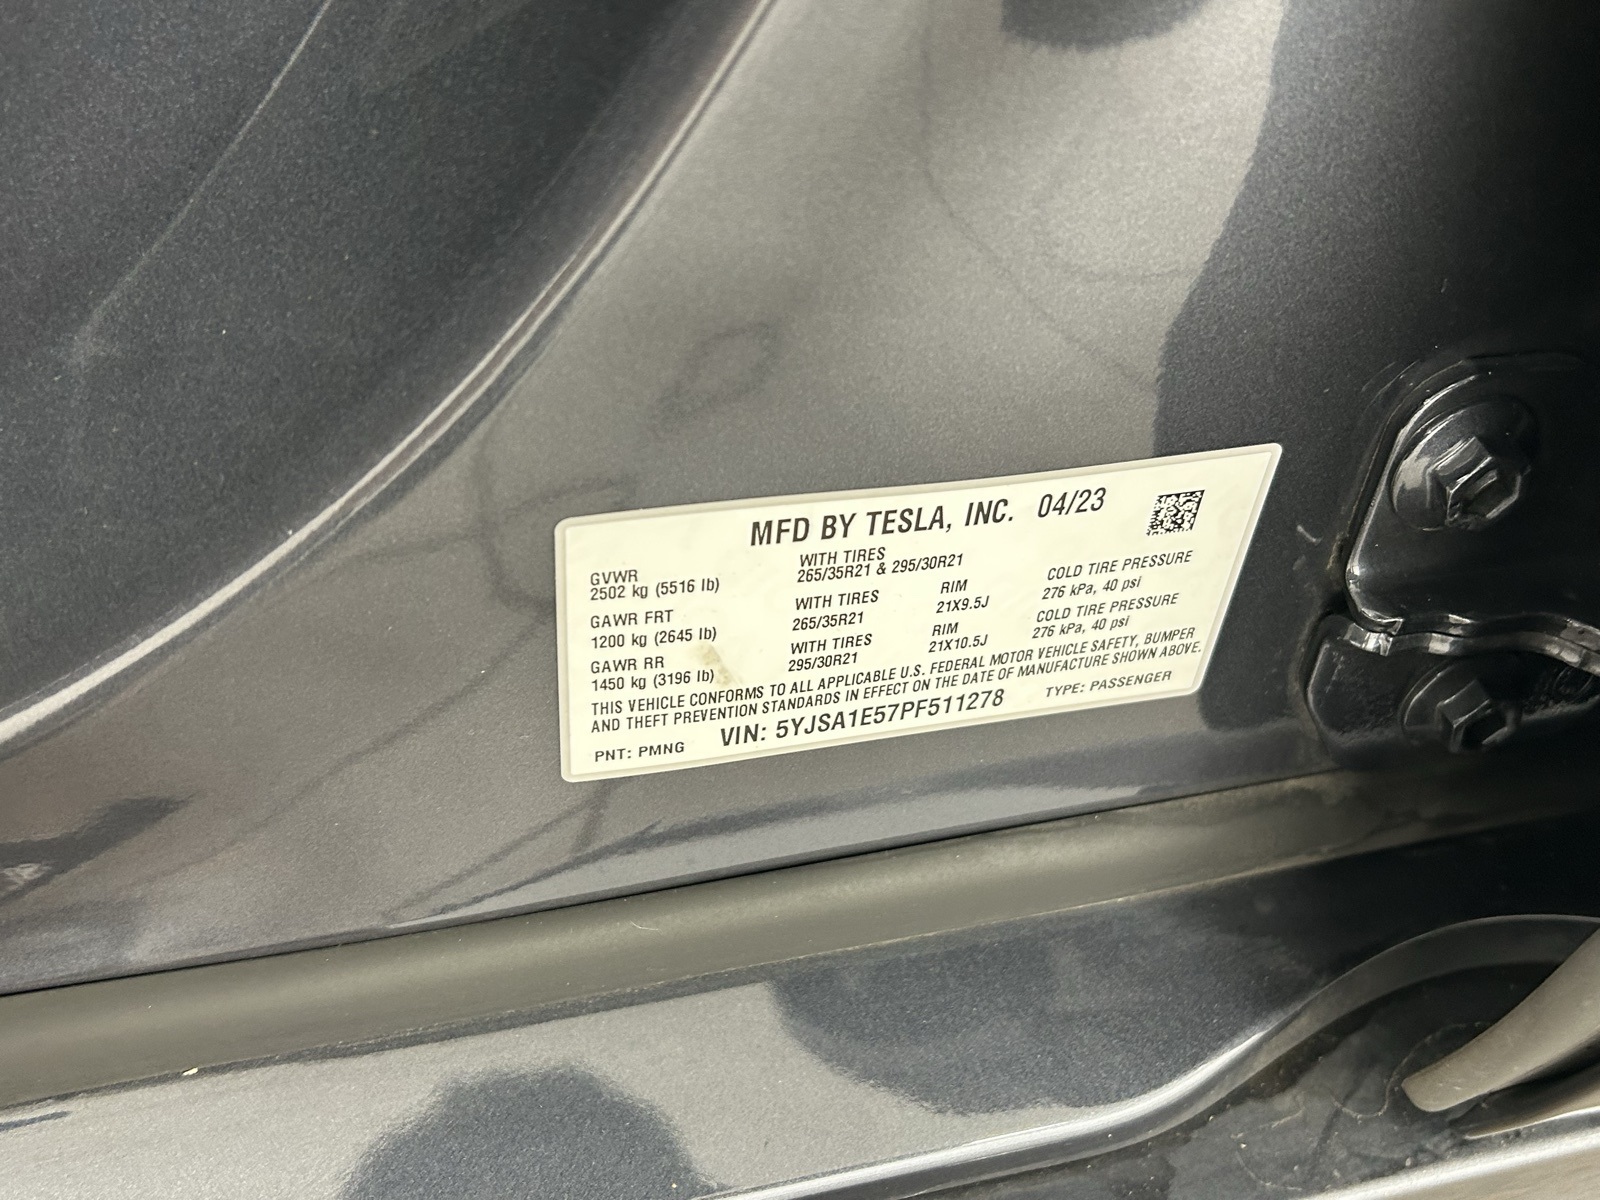 MFD BY TESLA, INC. 04/23
GVWR WITH TIRES
2502 kg (5516 lb) 265/35R21 & 295/30R21
GAWR FRT WITH TIRES RIM COLD TIRE PRESSURE
1200 kg (2645 lb) 265/35R21 21X9.5J 276 kPa, 40 psi
GAWR RR WITH TIRES RIM COLD TIRE PRESSURE
1450 kg (3196 lb) 295/30R21 21X10.5J 276 kPa, 40 psi
THIS VEHICLE CONFORMS TO ALL APPLICABLE U.S. FEDERAL MOTOR VEHICLE SAFETY, BUMPER
AND THEFT PREVENTION STANDARDS IN EFFECT ON THE DATE OF MANUFACTURE SHOWN ABOVE.
PNT: PMNG VIN: 5YJSA1E57PF511278 TYPE: PASSENGER